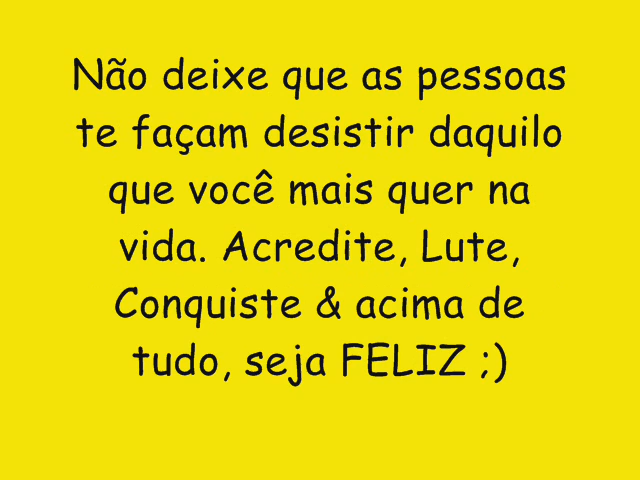 Não deixe que as pessoas
te façam desistir daquilo
que você mais quer na
vida. Acredite, Lute,
Conquiste & acima de
tudo, seja FELIZ ;)